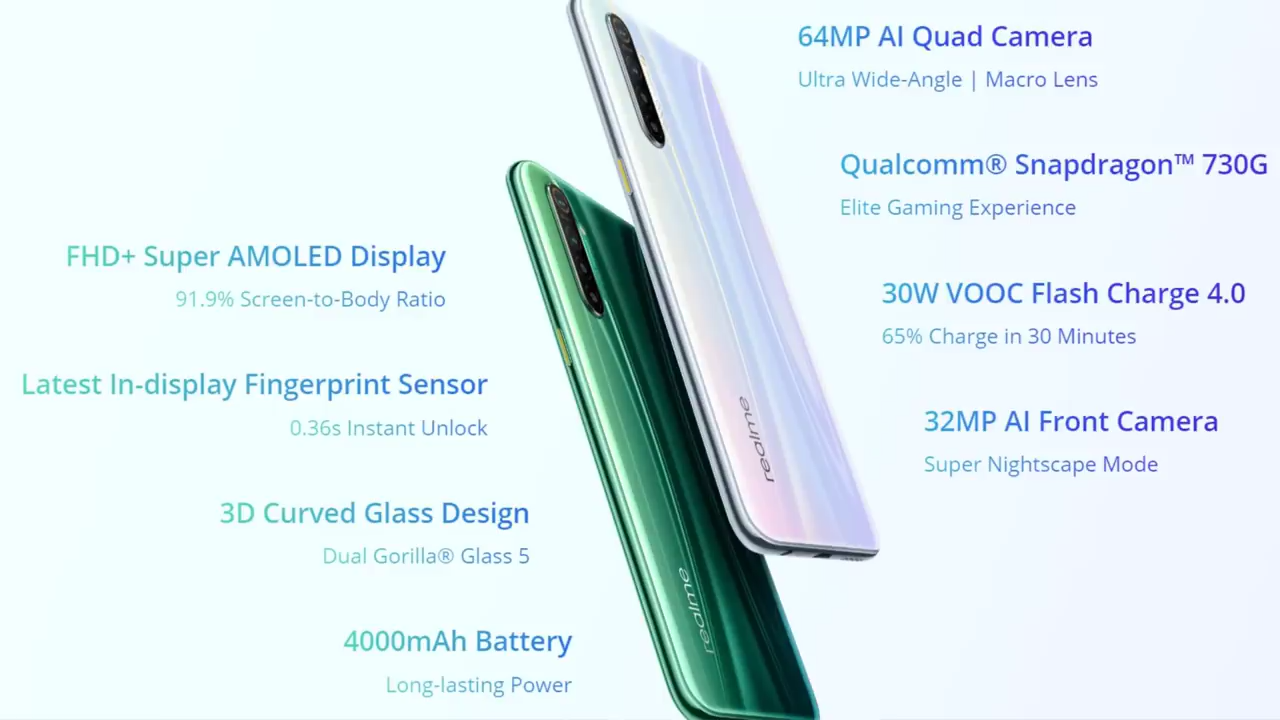 64MP AI Quad Camera
Ultra Wide-Angle | Macro Lens
Qualcomm® Snapdragon™ 730G
Elite Gaming Experience
FHD+ Super AMOLED Display
91.9% Screen-to-Body Ratio
30W VOOC Flash Charge 4.0
65% Charge in 30 Minutes
Latest In-display Fingerprint Sensor
0.36s Instant Unlock
32MP AI Front Camera
Super Nightscape Mode
realme
3D Curved Glass Design
Dual Gorilla® Glass 5
realme
4000mAh Battery
Long-lasting Power